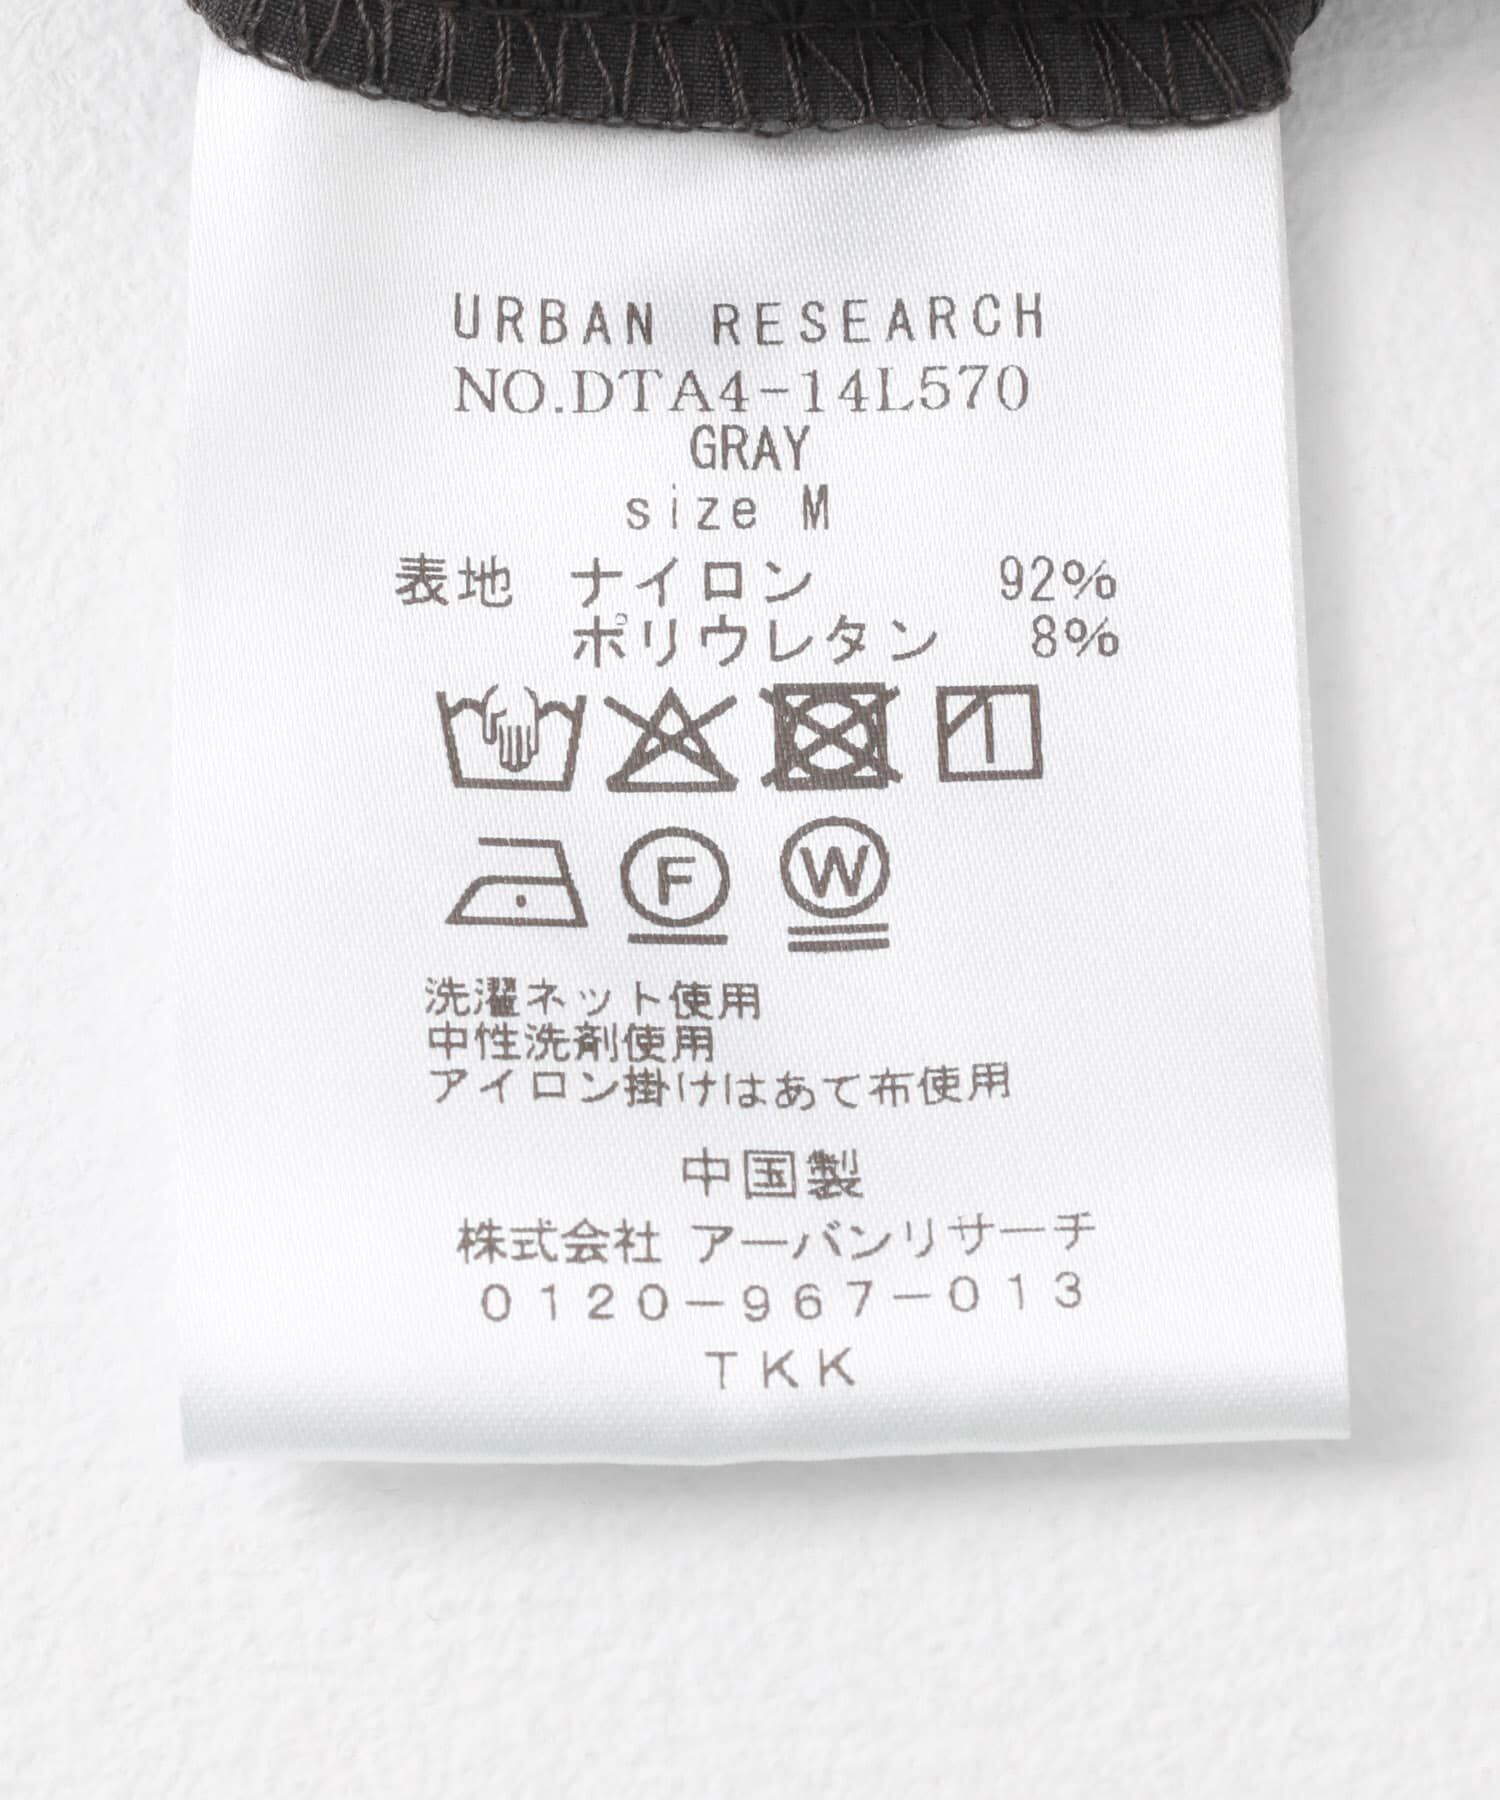 URBAN RESEARCH
NO.DTA4-14L570
GRAY
size M
表地 ナイロン 92%
ポリウレタン 8%
F W
洗濯ネット使用
中性洗剤使用
アイロン掛けはあて布使用
中国製
株式会社 アーバンリサーチ
0120-967-013
TKK